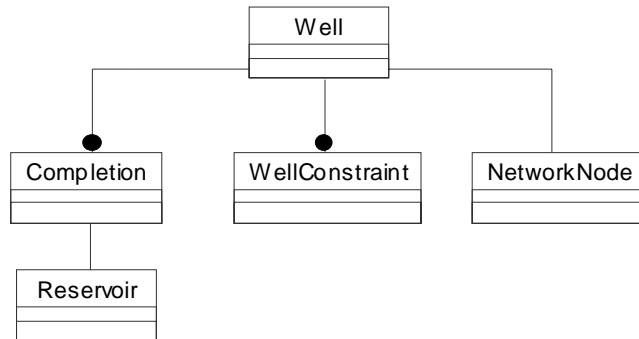 Well
Completion
WellConstraint
NetworkNode
Reservoir